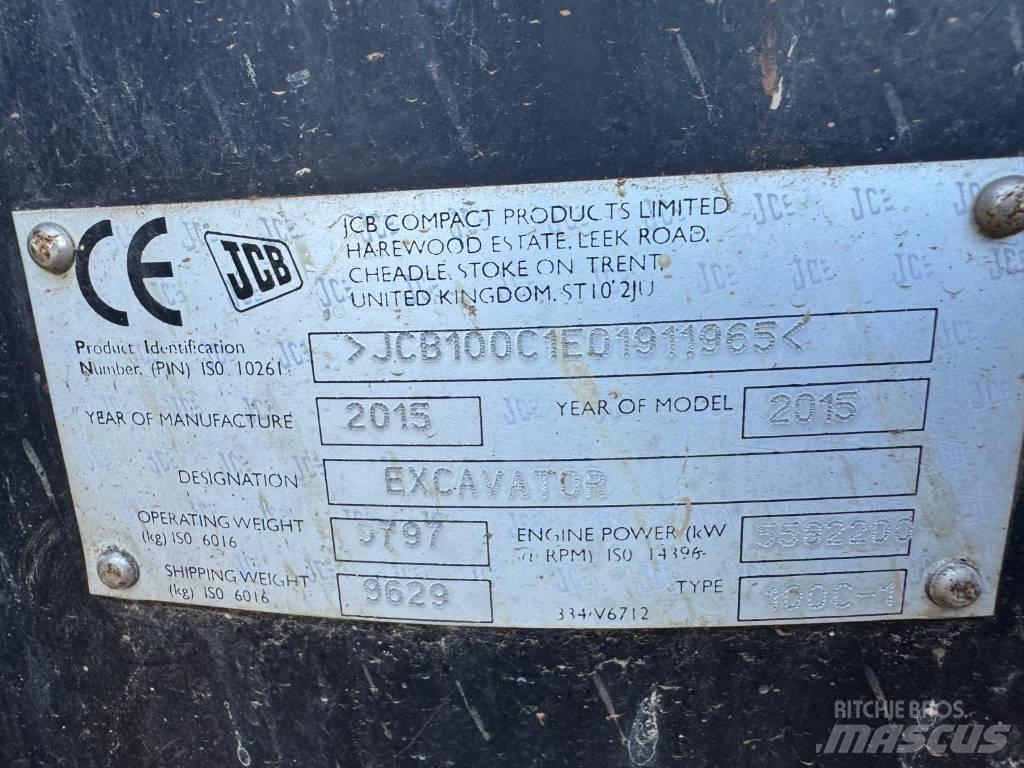 CE JCB
JCB COMPACT PRODUCTS LIMITED
HAREWOOD ESTATE, LEEK ROAD,
CHEADLE, STOKE ON TRENT,
UNITED KINGDOM, ST10 2JU
Product Identification
Number. (PIN) ISO 10261
>JCB100C1E01911965<
YEAR OF MANUFACTURE 2015 YEAR OF MODEL 2015
DESIGNATION EXCAVATOR
OPERATING WEIGHT
(kg) ISO 6016
9797
ENGINE POWER (kW
RPM) ISO 14396
SHIPPING WEIGHT
(kg) ISO 6016
9629
TYPE 100C-1
334/V6712
RITCHIE BROS.
MASCUS